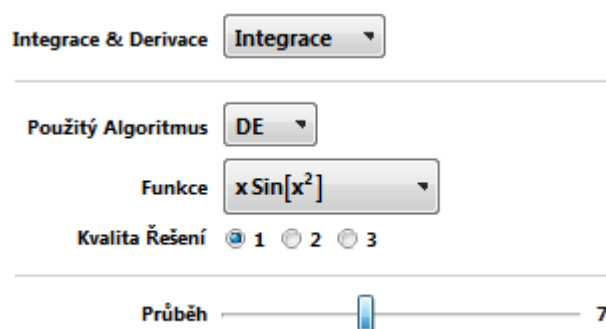 Integrace & Derivace Integrace
Použitý Algoritmus DE
Funkce x Sin[x²]
Kvalita Řešení 1 2 3
Průběh 7